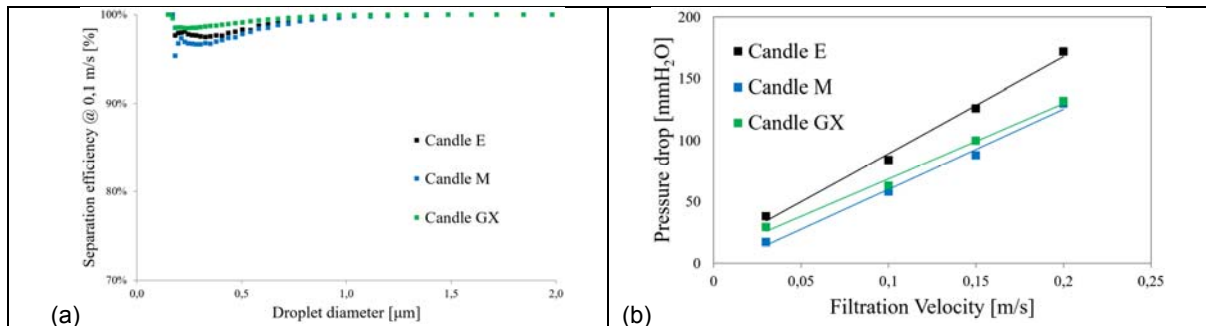 100%
90%
80%
70%
Separation efficiency @ 0,1 m/s [%]
Candle E
Candle M
Candle GX
0,0 0,5 1,0 1,5 2,0
Droplet diameter [µm]
(a)
200
150
100
50
0
Pressure drop [mmH₂O]
Candle E
Candle M
Candle GX
0 0,05 0,1 0,15 0,2 0,25
Filtration Velocity [m/s]
(b)